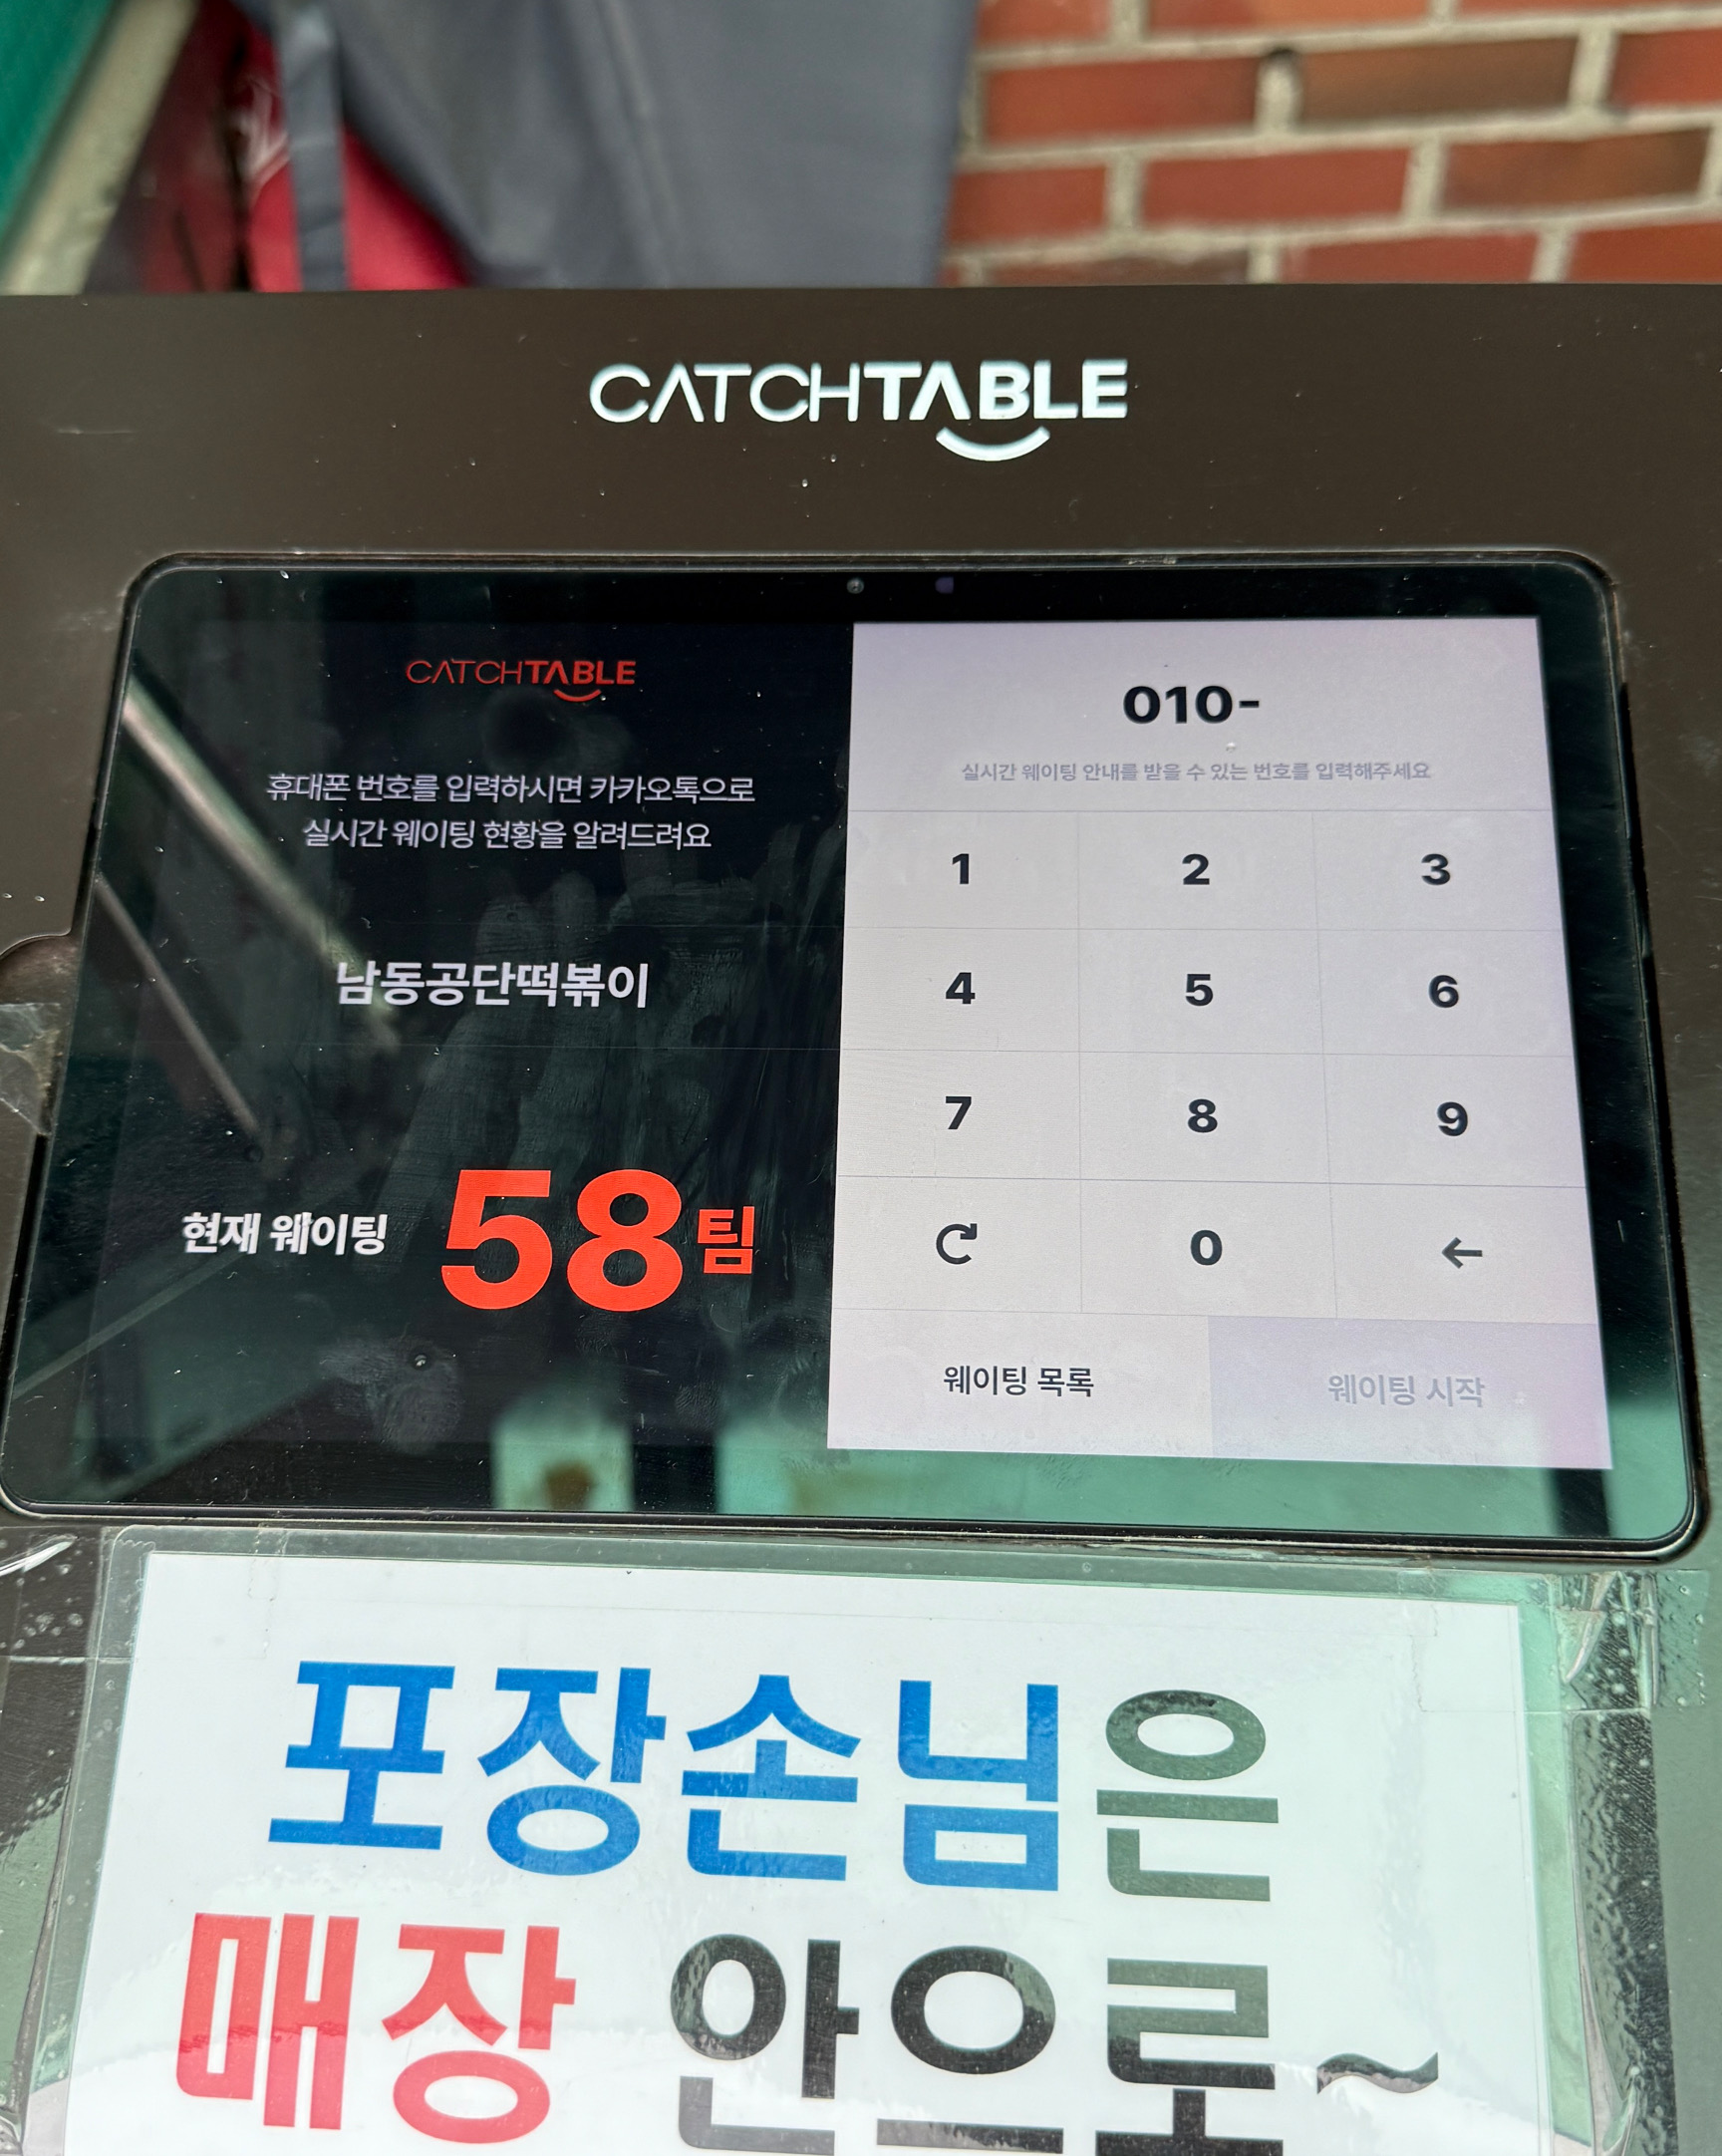 CATCHTABLE
CATCHTABLE
휴대폰 번호를 입력하시면 카카오톡으로
실시간 웨이팅 현황을 알려드려요
남동공단떡볶이
현재 웨이팅 58팀
010-
실시간 웨이팅 안내를 받을 수 있는 번호를 입력해주세요
1 2 3
4 5 6
7 8 9
0 ←
웨이팅 목록 웨이팅 시작
포장손님은
매장 안으로~